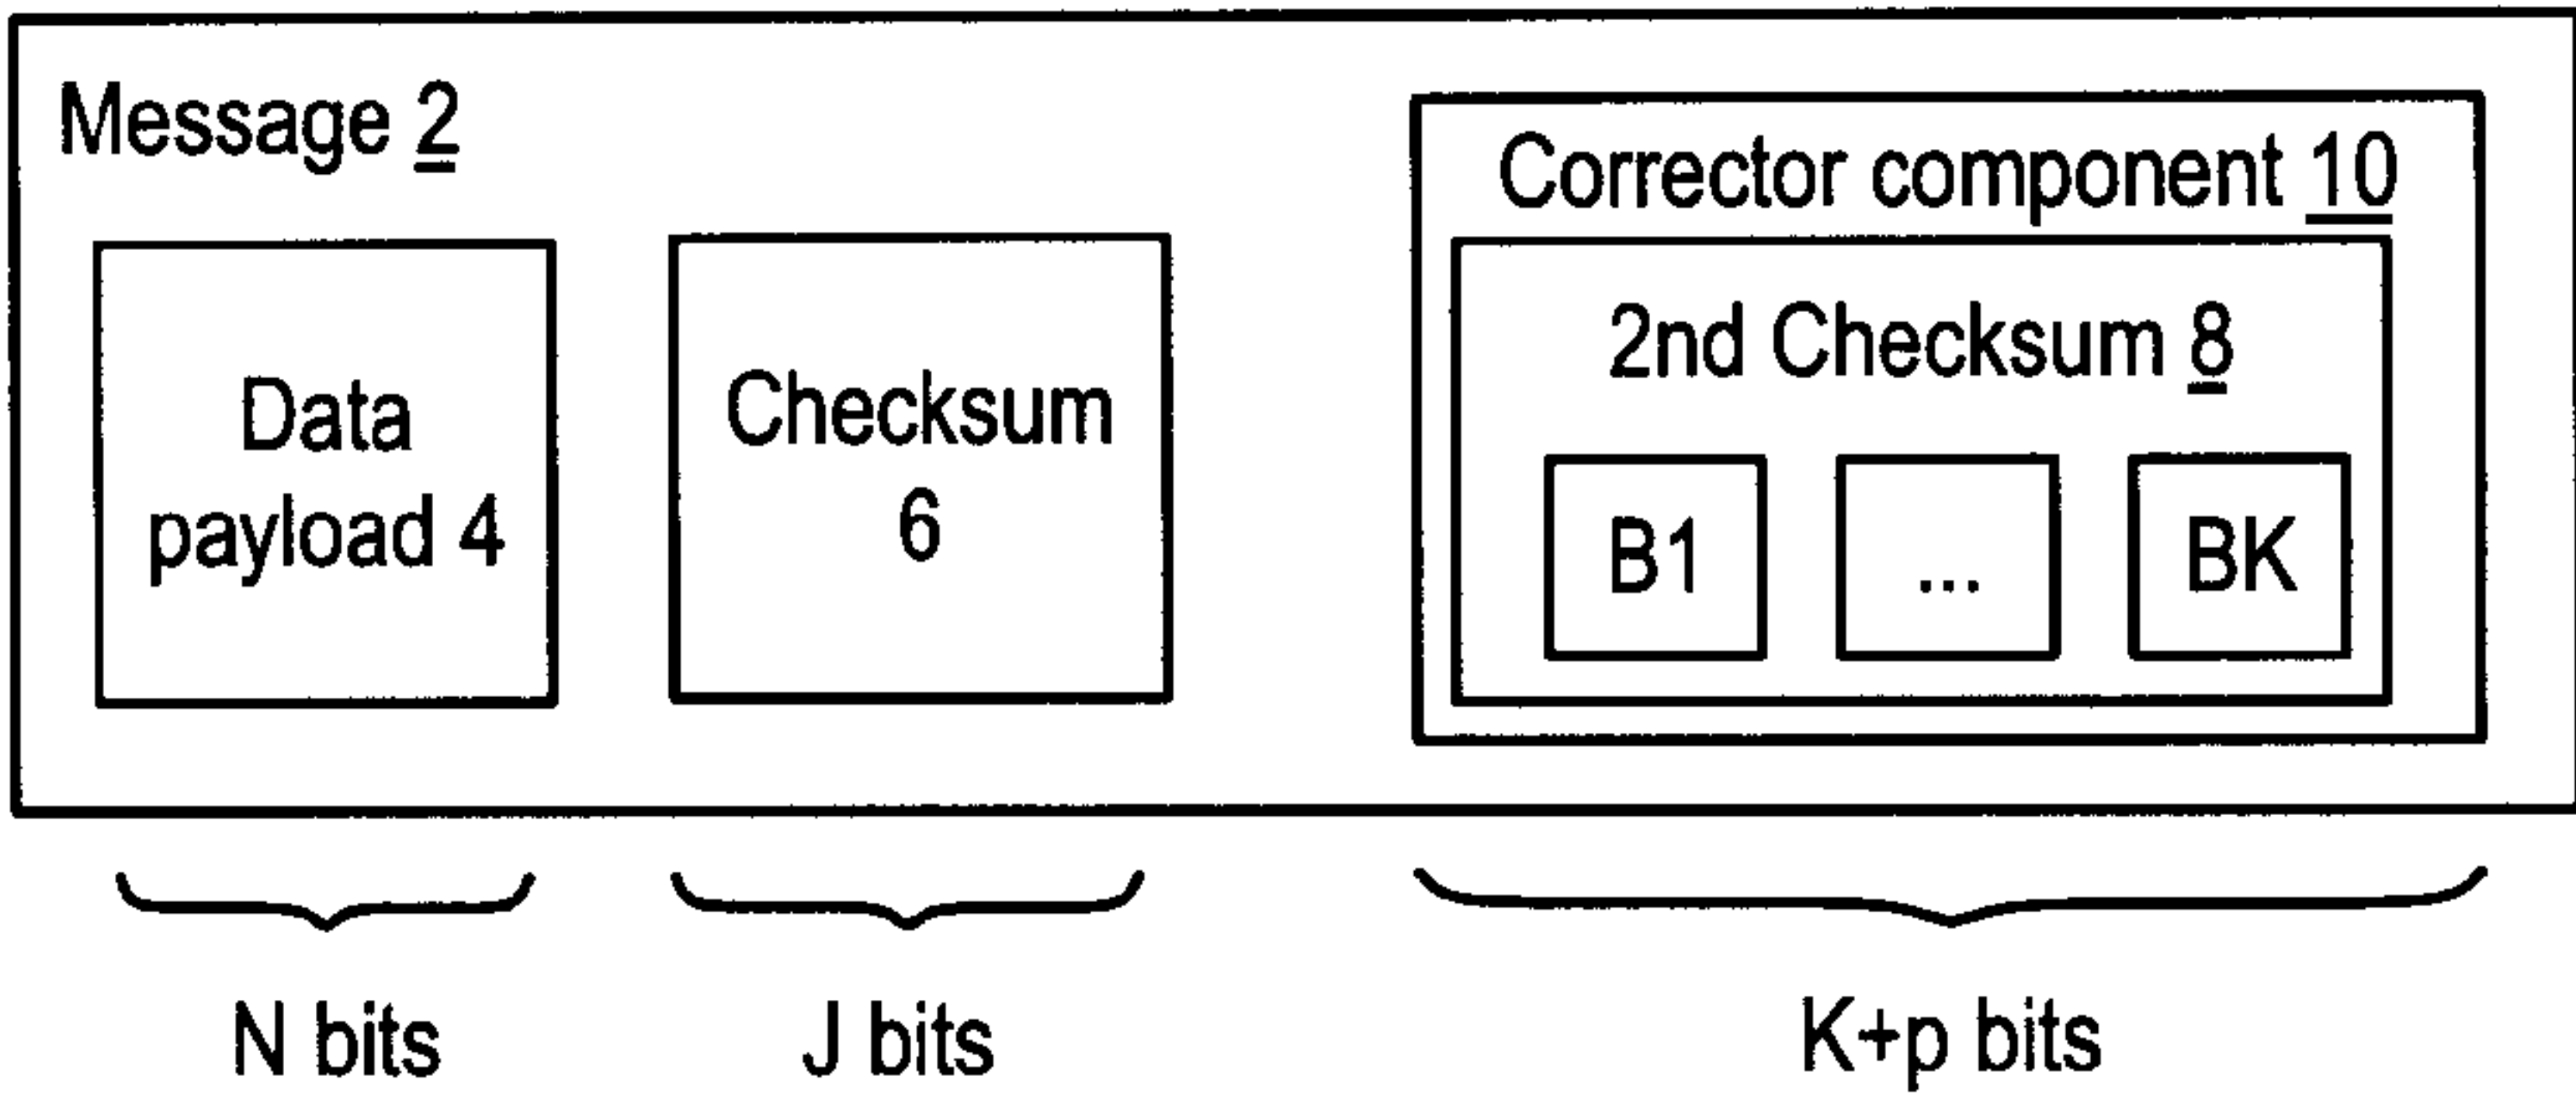 Message 2
Data
payload 4
Checksum
6
Corrector component 10
2nd Checksum 8
B1
...
BK
N bits
J bits
K+p bits